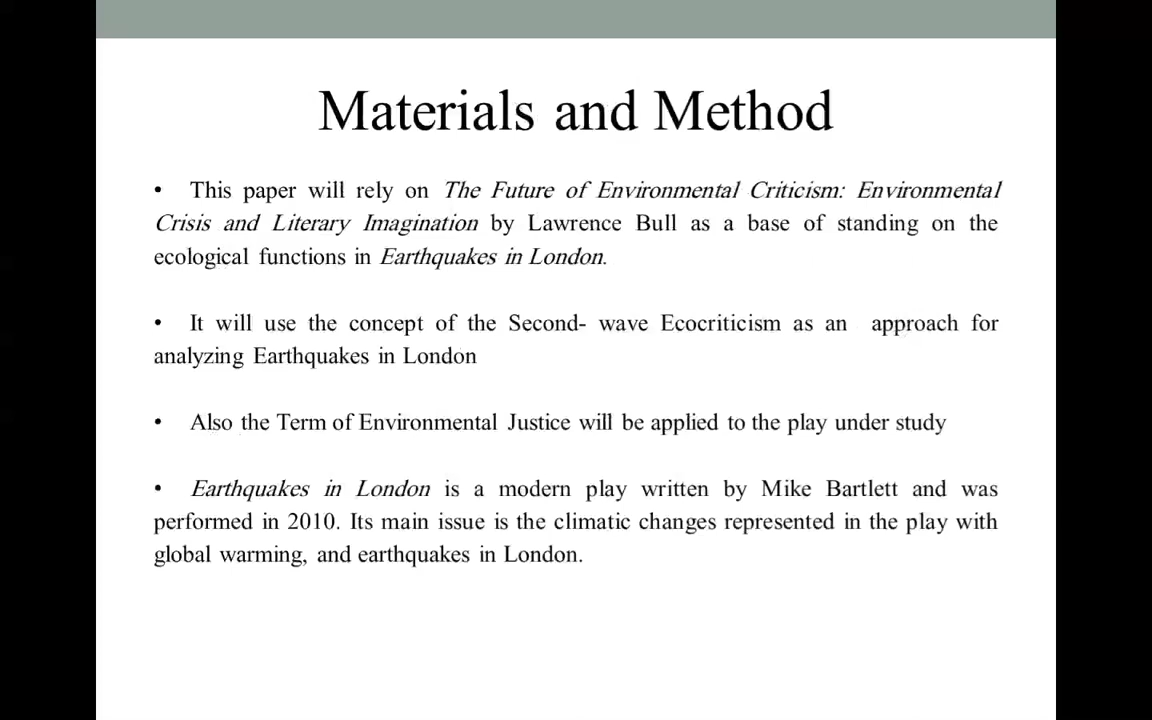 Materials and Method
• This paper will rely on The Future of Environmental Criticism: Environmental
Crisis and Literary Imagination by Lawrence Bull as a base of standing on the
ecological functions in Earthquakes in London.
• It will use the concept of the Second- wave Ecocriticism as an approach for
analyzing Earthquakes in London
• Also the Term of Environmental Justice will be applied to the play under study
• Earthquakes in London is a modern play written by Mike Bartlett and was
performed in 2010. Its main issue is the climatic changes represented in the play with
global warming, and earthquakes in London.